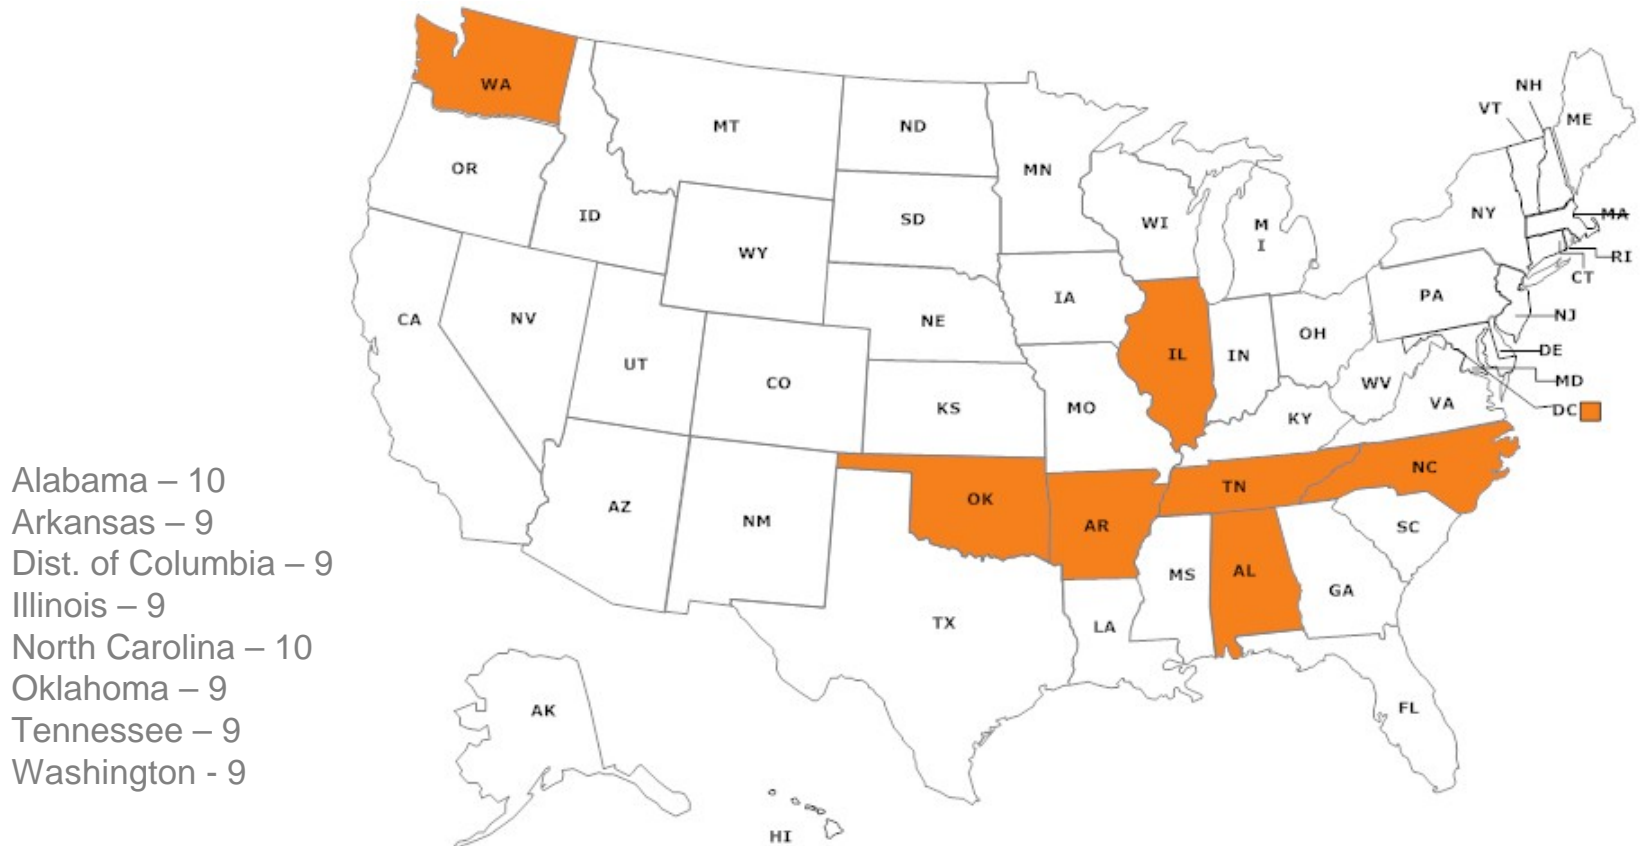 WA
NH
VT
ME
MT
ND
OR
MN
ID
SD
WI
M
I
NY
MA
WY
RI
CT
IA
PA
CA
NV
NE
OH
NJ
UT
IL
IN
DE
CO
WV
MD
KS
MO
VA
DC
KY
NC
TN
OK
AZ
NM
AR
SC
MS
AL
GA
TX
LA
AK
FL
HI
Alabama – 10
Arkansas – 9
Dist. of Columbia – 9
Illinois – 9
North Carolina – 10
Oklahoma – 9
Tennessee – 9
Washington - 9